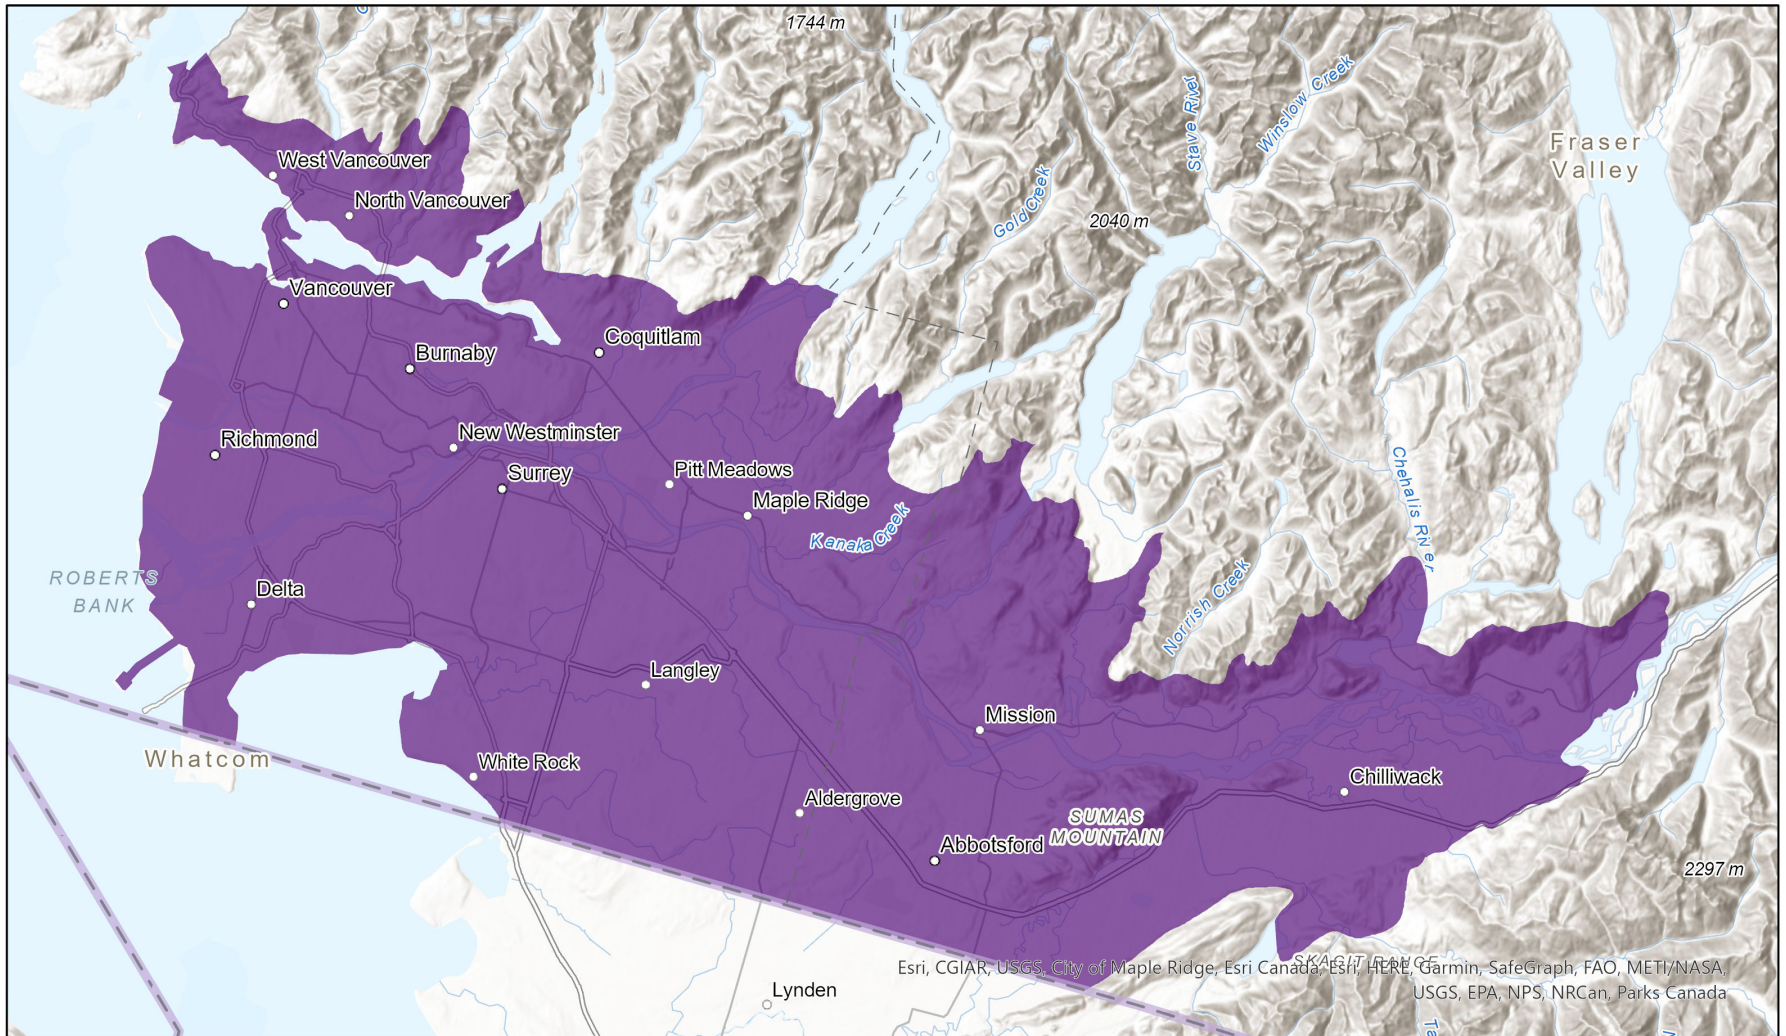 1744 m
Stave River
Winslow Creek
Fraser
Valley
West Vancouver
North Vancouver
Gold Creek
2040 m
Vancouver
Coquitlam
Burnaby
Richmond
New Westminster
Surrey
Pitt Meadows
Maple Ridge
Kanaka Creek
Chehalis River
ROBERTS
BANK
Delta
Norrish Creek
Langley
Mission
Whatcom
White Rock
Chilliwack
Aldergrove
SUMAS
MOUNTAIN
Abbotsford
2297 m
SKAGIT RANGE
Esri, CGIAR, USGS, City of Maple Ridge, Esri Canada, Esri, HERE, Garmin, SafeGraph, FAO, METI/NASA,
USGS, EPA, NPS, NRCan, Parks Canada
Lynden